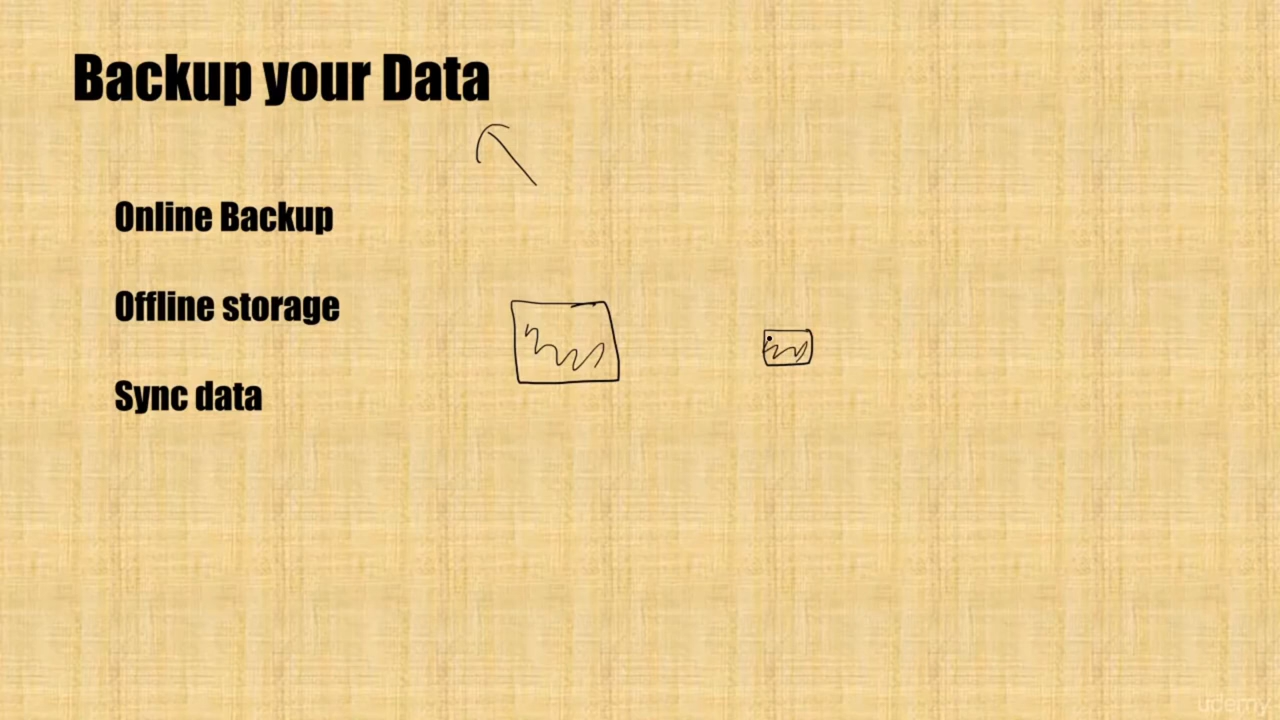 Backup your Data
Online Backup
Offline storage
Sync data
udemy